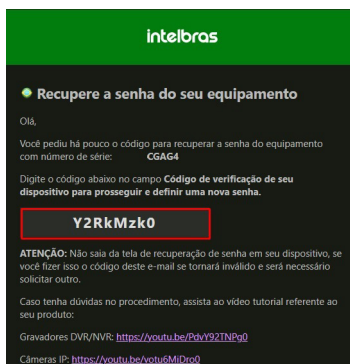 intelbras
Recupere a senha do seu equipamento
Olá,
Você pediu há pouco o código para recuperar a senha do equipamento
com número de série: CGAG4
Digite o código abaixo no campo Código de verificação de seu
dispositivo para prosseguir e definir uma nova senha.
Y2RkMzk0
ATENÇÃO: Não saia da tela de recuperação de senha em seu dispositivo, se
você fizer isso o código deste e-mail se tornará inválido e será necessário
solicitar outro.
Caso tenha dúvidas no procedimento, assista ao vídeo tutorial referente ao
seu produto:
Gravadores DVR/NVR: https://youtu.be/PdvY92TNPg0
Câmeras IP: https://youtu.be/votu6MiDro0